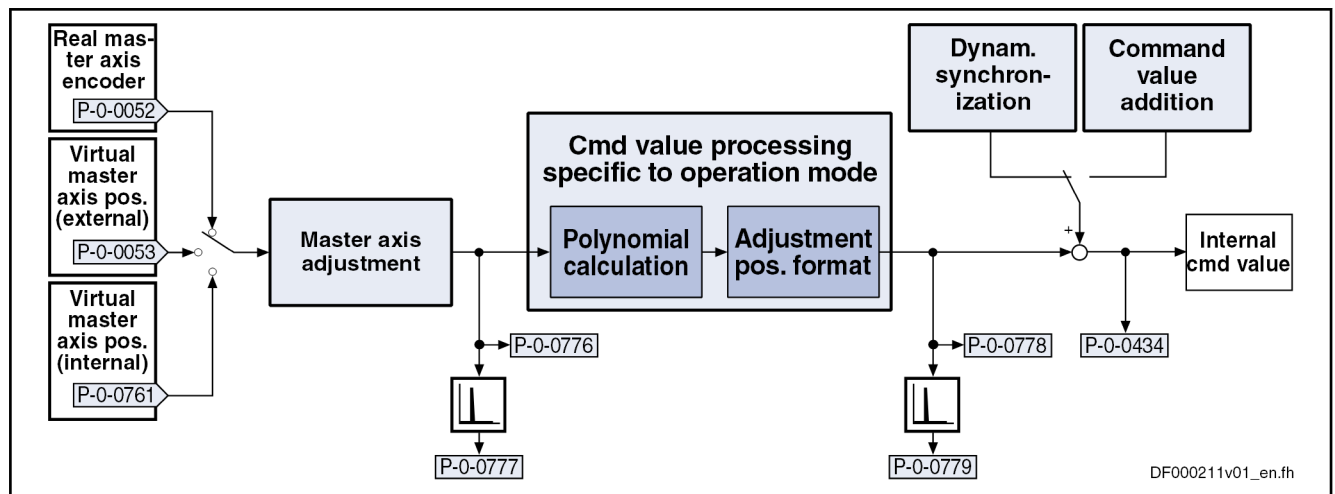 Real mas-
ter axis
encoder
P-0-0052
Virtual
master
axis pos.
(external)
P-0-0053
Virtual
master
axis pos.
(internal)
P-0-0761
Master axis
adjustment
P-0-0776
P-0-0777
Cmd value processing
specific to operation mode
Polynomial
calculation
Adjustment
pos. format
P-0-0778
P-0-0779
Dynam.
synchron-
ization
Command
value
addition
+
P-0-0434
Internal
cmd value
DF000211v01_en.fh